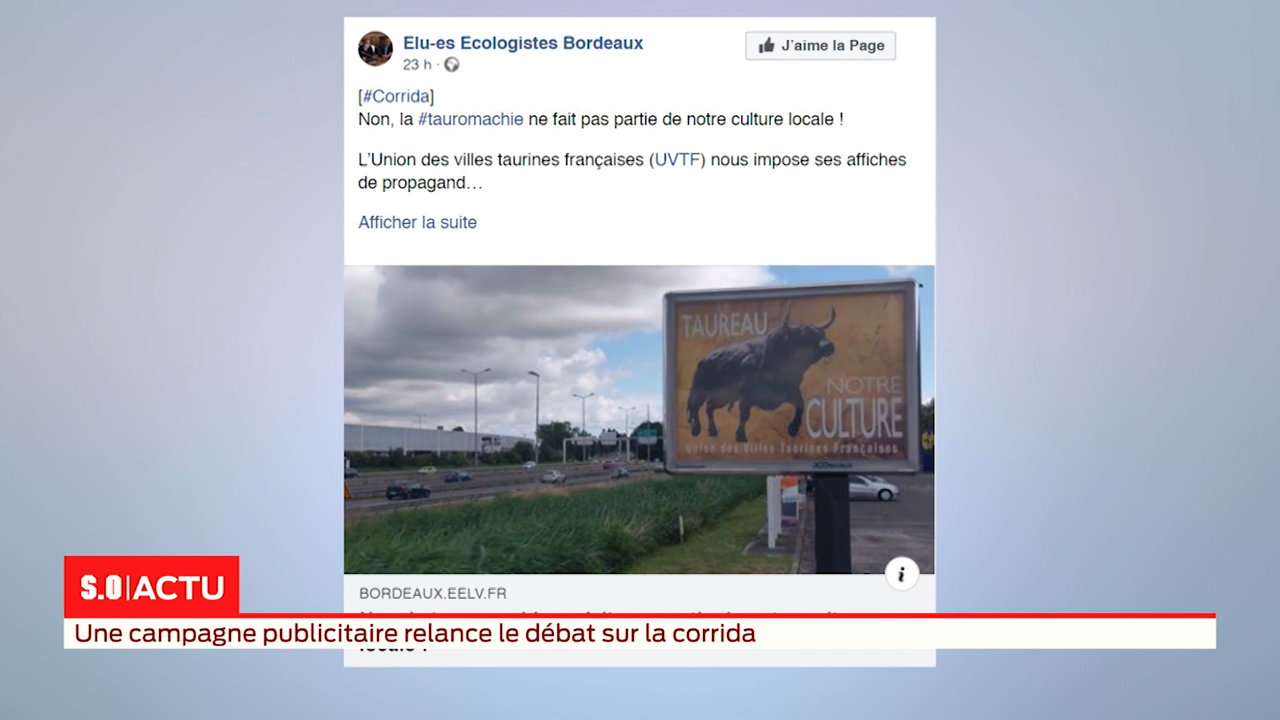 Elu-es Ecologistes Bordeaux
23 h ·
J'aime la Page
[#Corrida]
Non, la #tauromachie ne fait pas partie de notre culture locale !
L'Union des villes taurines françaises (UVTF) nous impose ses affiches
de propagand…
Afficher la suite
LE
TAUREAU
NOTRE
CULTURE
Union des Villes Taurines Françaises
JCDecaux
i
BORDEAUX.EELV.FR
S.O|ACTU
Une campagne publicitaire relance le débat sur la corrida